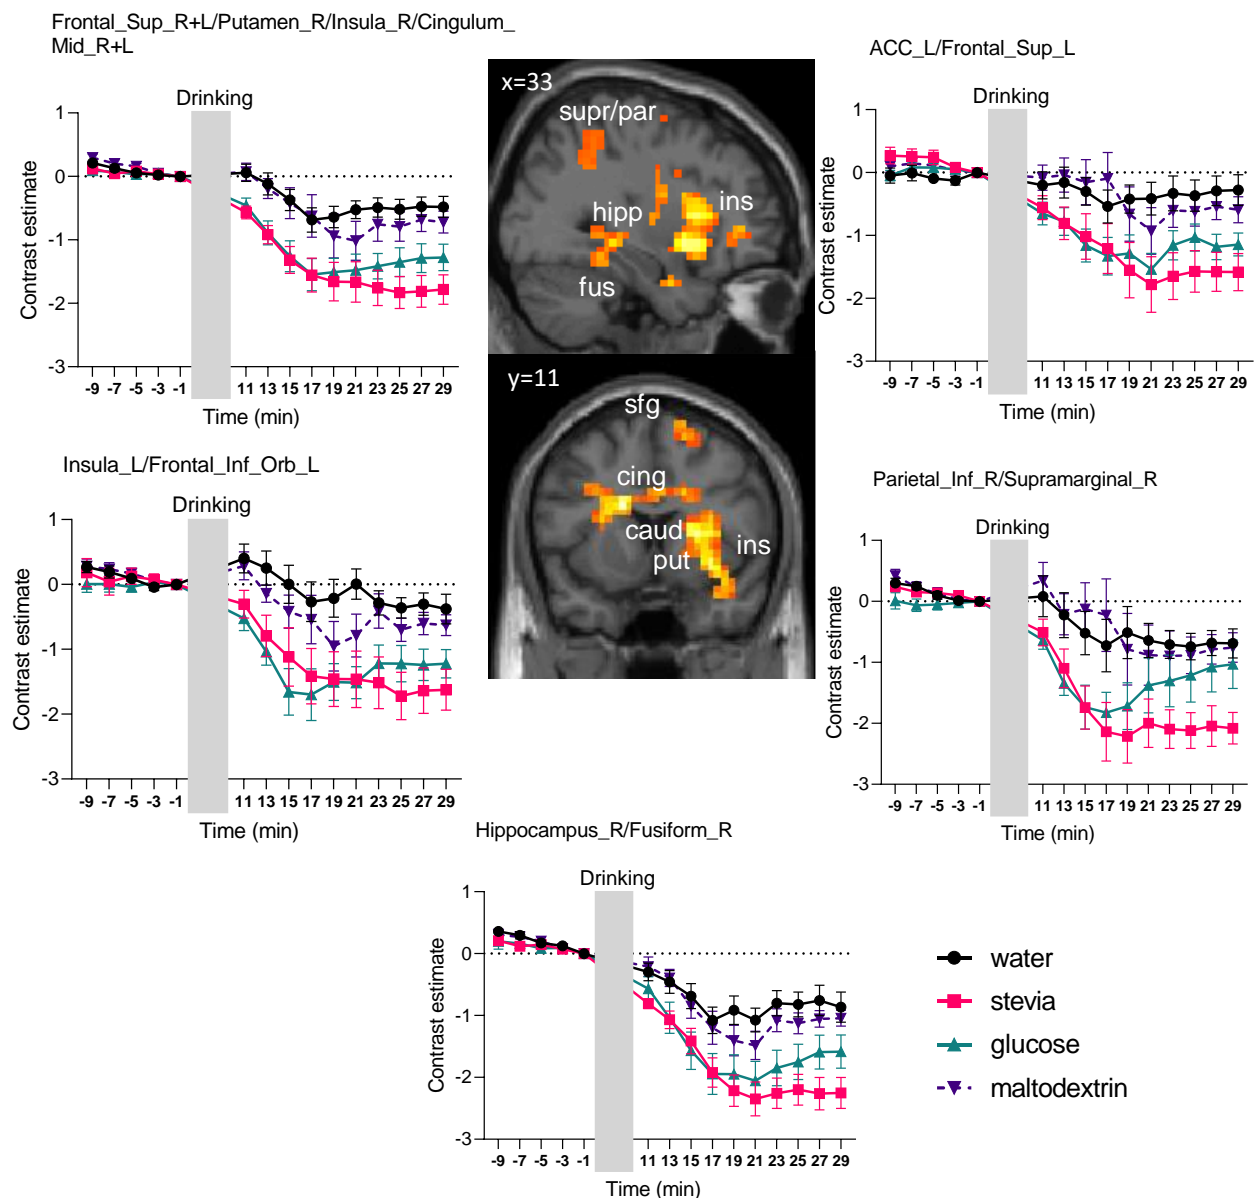 Frontal_Sup_R+L/Putamen_R/Insula_R/Cingulum_
Mid_R+L
Drinking
1
0
-1
-2
-3
Contrast estimate
-9 -7 -5 -3 -1 11 13 15 17 19 21 23 25 27 29
Time (min)
x=33
supr/par
hipp
ins
fus
y=11
sfg
cing
caud
put
ins
ACC_L/Frontal_Sup_L
Drinking
1
0
-1
-2
-3
Contrast estimate
-9 -7 -5 -3 -1 11 13 15 17 19 21 23 25 27 29
Time (min)
Insula_L/Frontal_Inf_Orb_L
Drinking
1
0
-1
-2
-3
Contrast estimate
-9 -7 -5 -3 -1 11 13 15 17 19 21 23 25 27 29
Time (min)
Parietal_Inf_R/Supramarginal_R
Drinking
1
0
-1
-2
-3
Contrast estimate
-9 -7 -5 -3 -1 11 13 15 17 19 21 23 25 27 29
Time (min)
Hippocampus_R/Fusiform_R
Drinking
1
0
-1
-2
-3
Contrast estimate
-9 -7 -5 -3 -1 11 13 15 17 19 21 23 25 27 29
Time (min)
water
stevia
glucose
maltodextrin